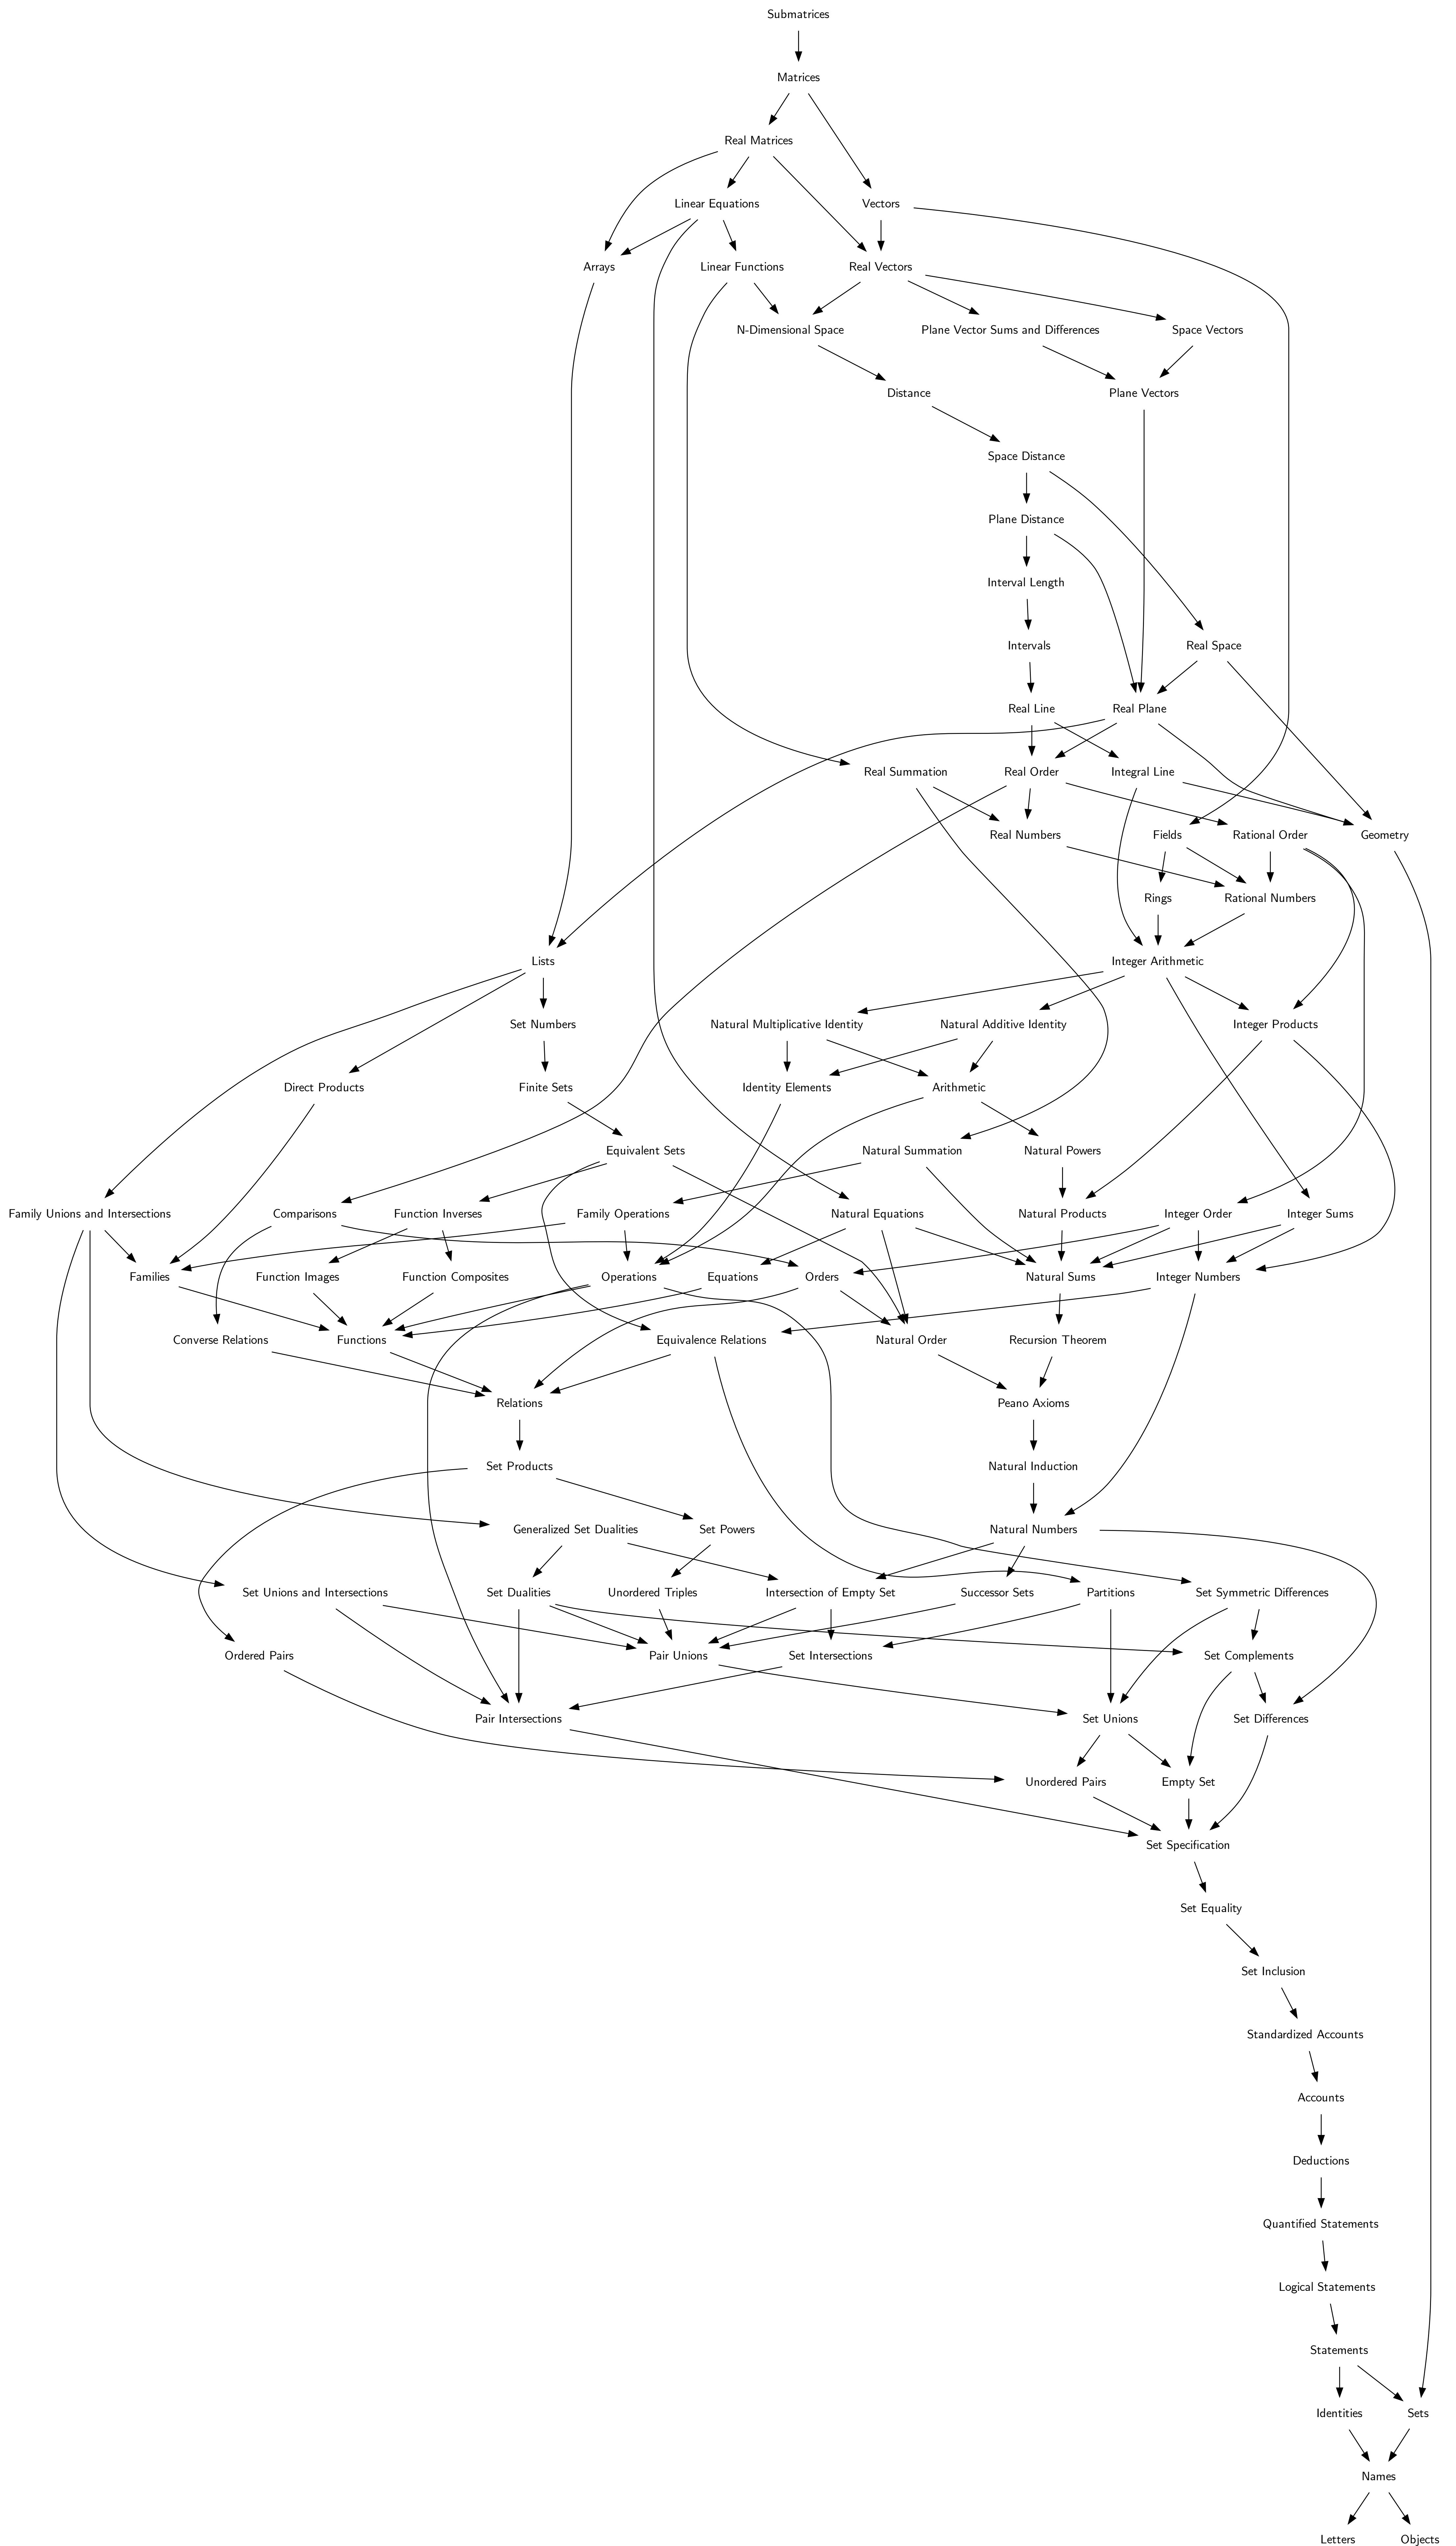 Submatrices
Matrices
Real Matrices
Linear Equations
Vectors
Arrays
Linear Functions
Real Vectors
N-Dimensional Space
Plane Vector Sums and Differences
Space Vectors
Distance
Plane Vectors
Space Distance
Plane Distance
Interval Length
Intervals
Real Space
Real Line
Real Plane
Real Summation
Real Order
Integral Line
Real Numbers
Fields
Rational Order
Geometry
Rings
Rational Numbers
Lists
Integer Arithmetic
Set Numbers
Natural Multiplicative Identity
Natural Additive Identity
Integer Products
Direct Products
Finite Sets
Identity Elements
Arithmetic
Equivalent Sets
Natural Summation
Natural Powers
Family Unions and Intersections
Comparisons
Function Inverses
Family Operations
Natural Equations
Natural Products
Integer Order
Integer Sums
Families
Function Images
Function Composites
Operations
Equations
Orders
Natural Sums
Integer Numbers
Converse Relations
Functions
Equivalence Relations
Natural Order
Recursion Theorem
Relations
Peano Axioms
Set Products
Natural Induction
Generalized Set Dualities
Set Powers
Natural Numbers
Set Unions and Intersections
Set Dualities
Unordered Triples
Intersection of Empty Set
Successor Sets
Partitions
Set Symmetric Differences
Ordered Pairs
Pair Unions
Set Intersections
Set Complements
Pair Intersections
Set Unions
Set Differences
Unordered Pairs
Empty Set
Set Specification
Set Equality
Set Inclusion
Standardized Accounts
Accounts
Deductions
Quantified Statements
Logical Statements
Statements
Identities
Sets
Names
Letters
Objects